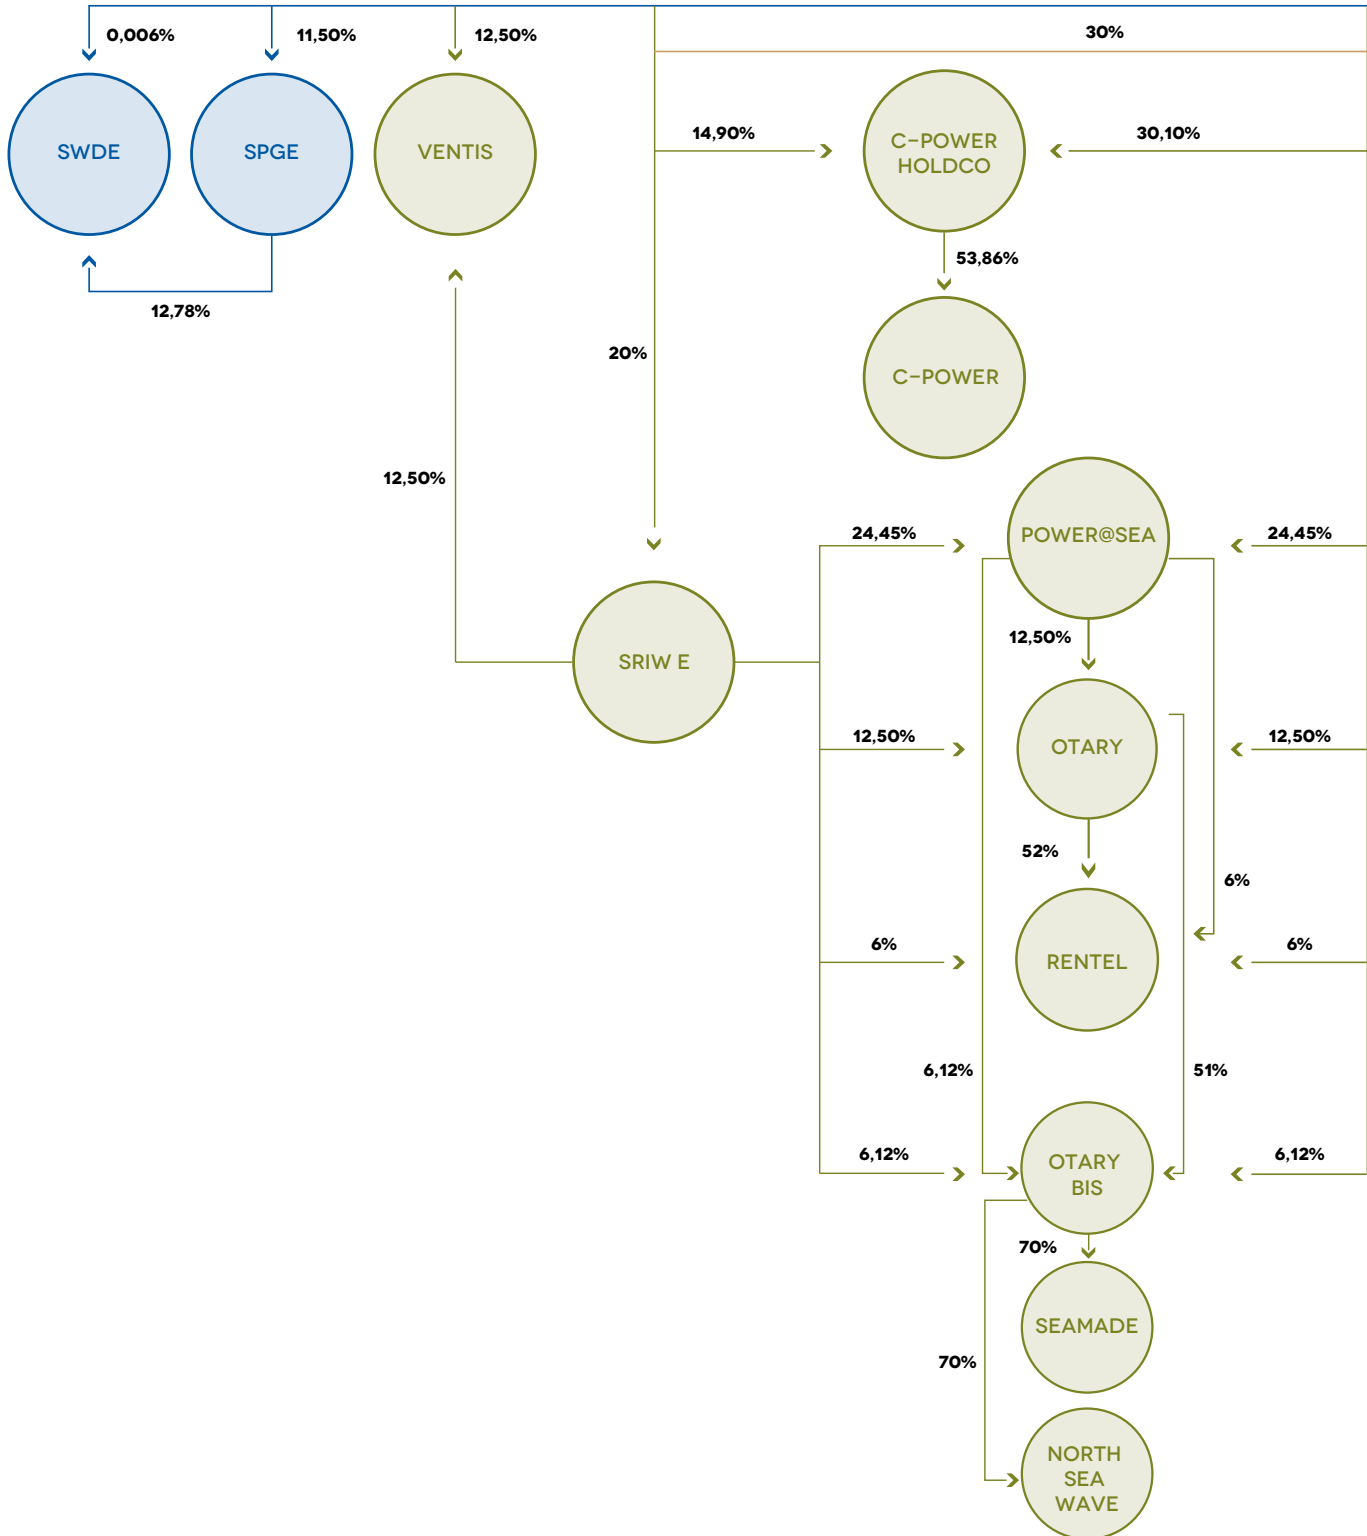 0,006%
11,50%
12,50%
30%
SWDE
SPGE
VENTIS
14,90%
C-POWER
HOLDCO
30,10%
53,86%
12,78%
20%
C-POWER
12,50%
24,45%
POWER@SEA
24,45%
12,50%
SRIW E
12,50%
OTARY
12,50%
52%
6%
6%
RENTEL
6%
6,12%
51%
6,12%
OTARY
BIS
6,12%
70%
SEAMADE
70%
NORTH
SEA
WAVE